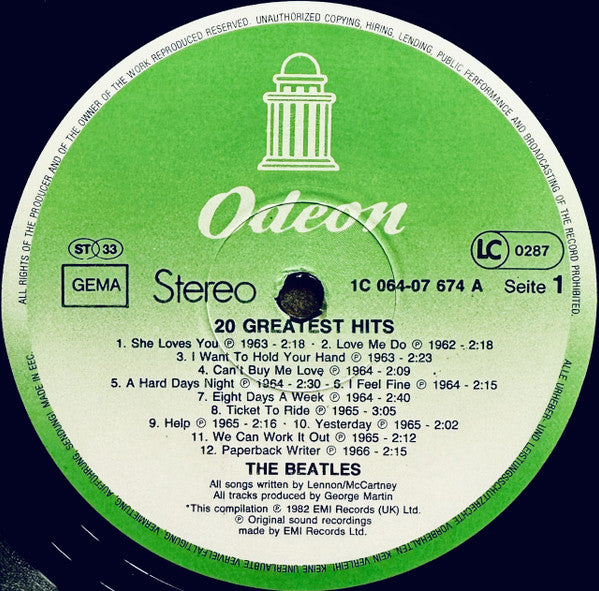 ALL RIGHTS OF THE PRODUCER AND OF THE OWNER OF THE WORK REPRODUCED RESERVED. UNAUTHORIZED COPYING, HIRING, LENDING, PUBLIC PERFORMANCE AND BROADCASTING OF THE RECORD PROHIBITED.
Odeon
ST 33
LC 0287
GEMA
Stereo
1C 064-07 674 A Seite 1
20 GREATEST HITS
1. She Loves You ℗ 1963 - 2:18 · 2. Love Me Do ℗ 1962 - 2:18
3. I Want To Hold Your Hand ℗ 1963 - 2:23
4. Can't Buy Me Love ℗ 1964 - 2:09
5. A Hard Days Night ℗ 1964 - 2:30 - 6. I Feel Fine ℗ 1964 - 2:15
7. Eight Days A Week ℗ 1964 - 2:40
8. Ticket To Ride ℗ 1965 - 3:05
9. Help ℗ 1965 - 2:16 · 10. Yesterday ℗ 1965 - 2:02
11. We Can Work It Out ℗ 1965 - 2:12
12. Paperback Writer ℗ 1966 - 2:15
THE BEATLES
All songs written by Lennon/McCartney
All tracks produced by George Martin
*This compilation ℗ 1982 EMI Records (UK) Ltd.
℗ Original sound recordings
made by EMI Records Ltd.
ALLE URHEBER- UND LEISTUNGSSCHUTZRECHTE VORBEHALTEN. KEIN VERLEIH! KEINE UNERLAUBTE VERVIELFÄLTIGUNG, VERMIETUNG, AUFFÜHRUNG, SENDUNG! MADE IN EEC.